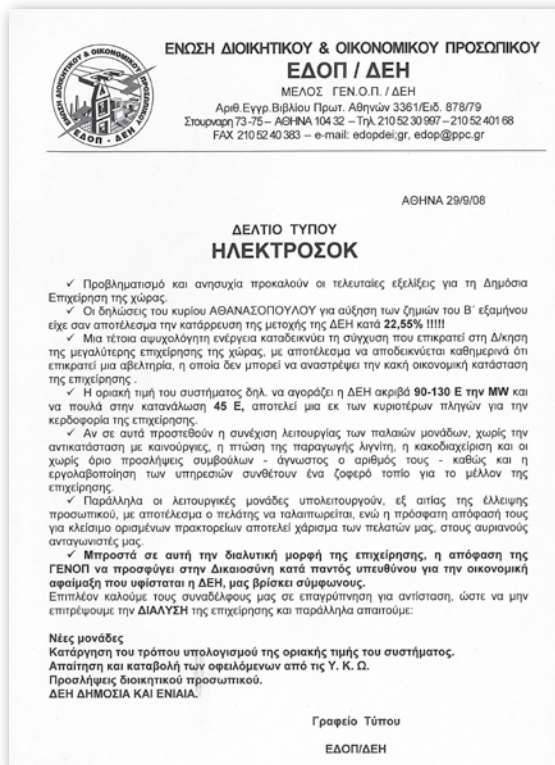 ΕΝΩΣΗ ΔΙΟΙΚΗΤΙΚΟΥ & ΟΙΚΟΝΟΜΙΚΟΥ ΠΡΟΣΩΠΙΚΟΥ
ΕΔΟΠ - ΔΕΗ
ΕΝΩΣΗ ΔΙΟΙΚΗΤΙΚΟΥ & ΟΙΚΟΝΟΜΙΚΟΥ ΠΡΟΣΩΠΙΚΟΥ
ΕΔΟΠ / ΔΕΗ
ΜΕΛΟΣ ΓΕΝ.Ο.Π. / ΔΕΗ
Αριθ.Εγγρ.Βιβλίου Πρωτ. Αθηνών 3361/Ειδ. 878/79
Στουρναρη 73 -75 – ΑΘΗΝΑ 104 32 – Τηλ. 210 52 30 997 – 210 52 401 68
FAX 210 52 40 383 – e-mail: edopdei;gr, edop@ppc.gr
ΑΘΗΝΑ 29/9/08
ΔΕΛΤΙΟ ΤΥΠΟΥ
ΗΛΕΚΤΡΟΣΟΚ
✓ Προβληματισμό και ανησυχία προκαλούν οι τελευταίες εξελίξεις για τη Δημόσια
Επιχείρηση της χώρας.
✓ Οι δηλώσεις του κυρίου ΑΘΑΝΑΣΟΠΟΥΛΟΥ για αύξηση των ζημιών του Β΄ εξαμήνου
είχε σαν αποτέλεσμα την κατάρρευση της μετοχής της ΔΕΗ κατά 22,55% !!!!!
✓ Μια τέτοια αψυχολόγητη ενέργεια καταδεικνύει τη σύγχυση που επικρατεί στη Δ/κηση
της μεγαλύτερης επιχείρησης της χώρας, με αποτέλεσμα να αποδεικνύεται καθημερινά ότι
επικρατεί μια αβελτηρία, η οποία δεν μπορεί να αναστρέψει την κακή οικονομική κατάσταση
της επιχείρησης .
✓ Η οριακή τιμή του συστήματος δηλ. να αγοράζει η ΔΕΗ ακριβά 90-130 Ε την MW και
να πουλά στην κατανάλωση 45 Ε, αποτελεί μια εκ των κυριοτέρων πληγών για την
κερδοφορία της επιχείρησης.
✓ Αν σε αυτά προστεθούν η συνέχιση λειτουργίας των παλαιών μονάδων, χωρίς την
αντικατάσταση με καινούργιες, η πτώση της παραγωγής λιγνίτη, η κακοδιαχείριση και οι
χωρίς όριο προσλήψεις συμβούλων - άγνωστος ο αριθμός τους - καθώς και η
εργολαβοποίηση των υπηρεσιών συνθέτουν ένα ζοφερό τοπίο για το μέλλον της
επιχείρησης.
✓ Παράλληλα οι λειτουργικές μονάδες υπολειτουργούν, εξ αιτίας της έλλειψης
προσωπικού, με αποτέλεσμα ο πελάτης να ταλαιπωρείται, ενώ η πρόσφατη απόφασή τους
για κλείσιμο ορισμένων πρακτορείων αποτελεί χάρισμα των πελατών μας, στους αυριανούς
ανταγωνιστές μας.
✓ Μπροστά σε αυτή την διαλυτική μορφή της επιχείρησης, η απόφαση της
ΓΕΝΟΠ να προσφύγει στην Δικαιοσύνη κατά παντός υπευθύνου για την οικονομική
αφαίμαξη που υφίσταται η ΔΕΗ, μας βρίσκει σύμφωνους.
Επιπλέον καλούμε τους συναδέλφους μας σε επαγρύπνηση για αντίσταση, ώστε να μην
επιτρέψουμε την ΔΙΑΛΥΣΗ της επιχείρησης και παράλληλα απαιτούμε:
Νέες μονάδες
Κατάργηση του τρόπου υπολογισμού της οριακής τιμής του συστήματος.
Απαίτηση και καταβολή των οφειλόμενων από τις Υ. Κ. Ω.
Προσλήψεις διοικητικού προσωπικού.
ΔΕΗ ΔΗΜΟΣΙΑ ΚΑΙ ΕΝΙΑΙΑ.
Γραφείο Τύπου
ΕΔΟΠ/ΔΕΗ